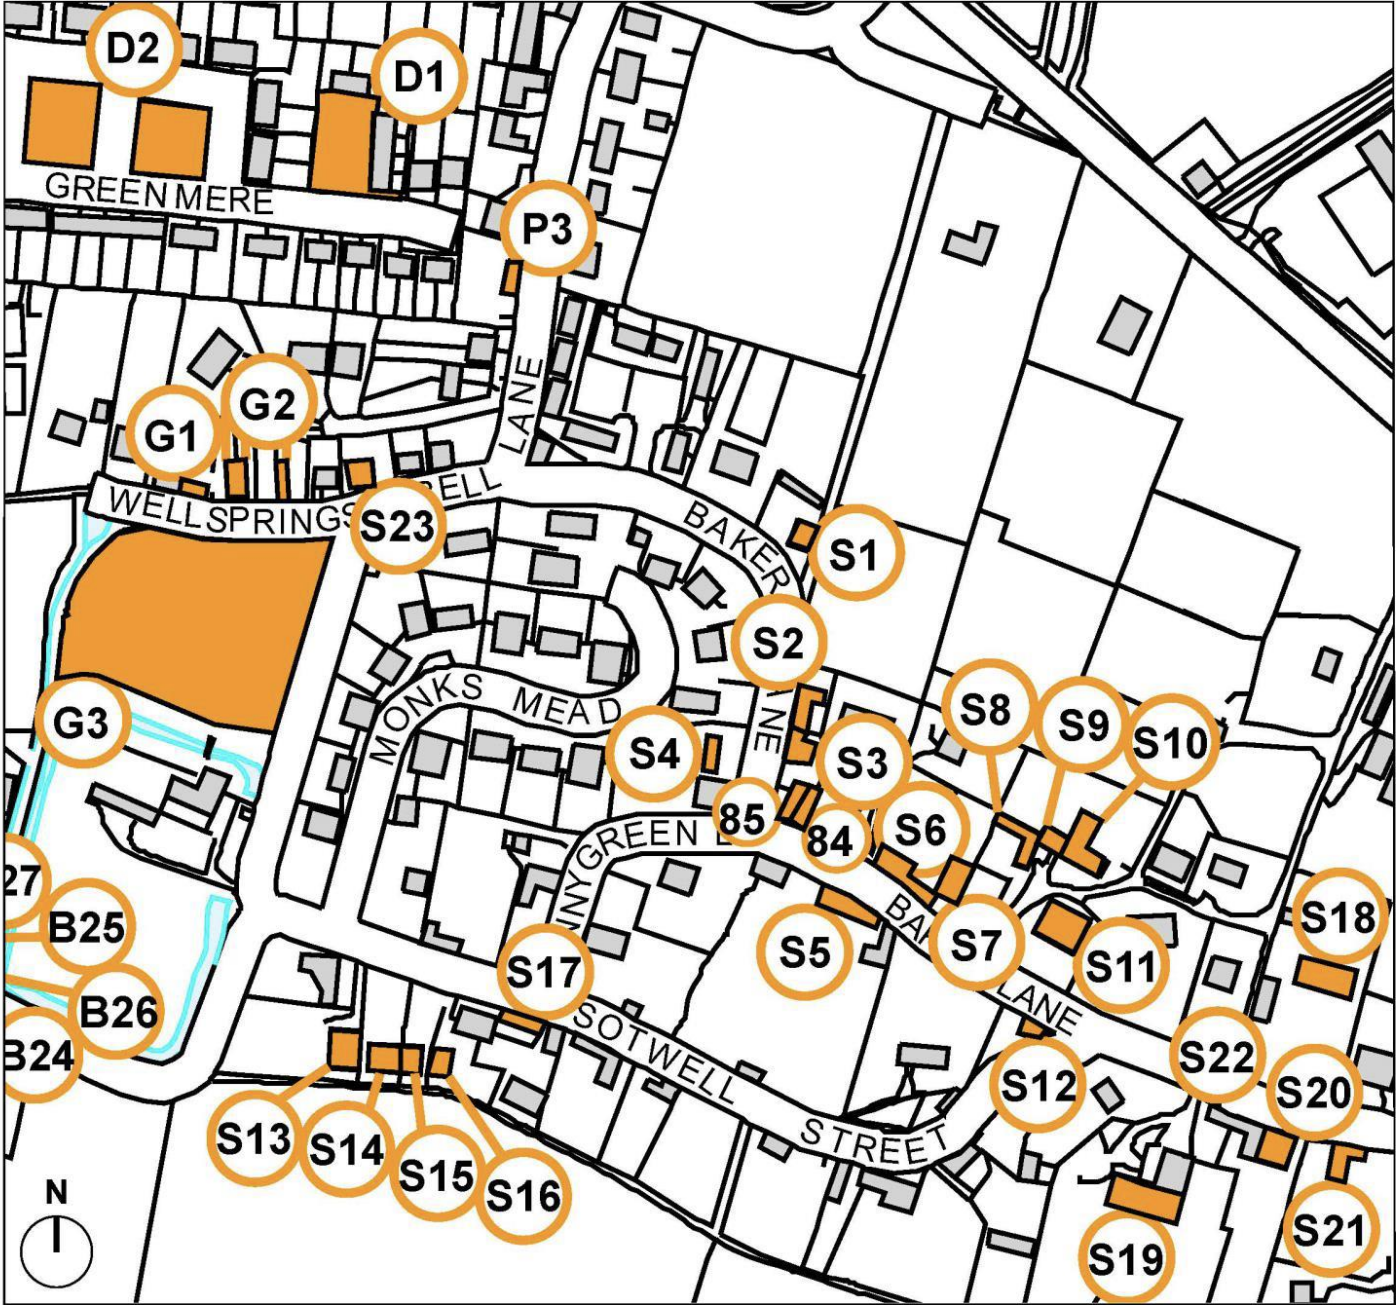 D2
D1
GREENMERE
P3
LANE
G2
G1
WELLSPRINGS
BELL
S23
BAKER
S1
S2
LANE
MONKS MEAD
G3
S4
S3
S8
S9
S10
85
84
S6
GREEN
27
B25
S18
S5
S7
S11
S17
LANE
B26
SOTWELL
B24
S22
S12
S20
STREET
S13
S14
S15
S16
N
S19
S21